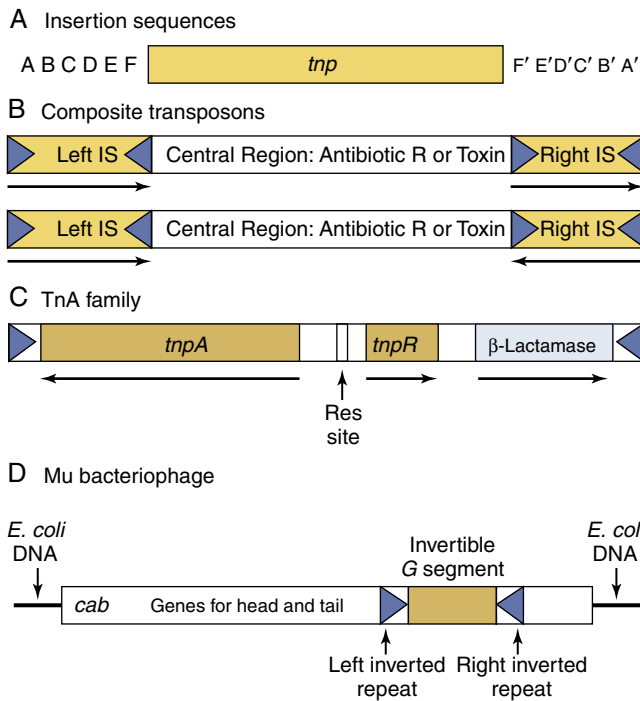 A Insertion sequences
A B C D E F tnp F′ E′D′C′ B′ A′
B Composite transposons
Left IS Central Region: Antibiotic R or Toxin Right IS
Left IS Central Region: Antibiotic R or Toxin Right IS
C TnA family
tnpA tnpR β-Lactamase
Res
site
D Mu bacteriophage
E. coli
DNA
Invertible
G segment
E. coli
DNA
cab Genes for head and tail
Left inverted
repeat
Right inverted
repeat